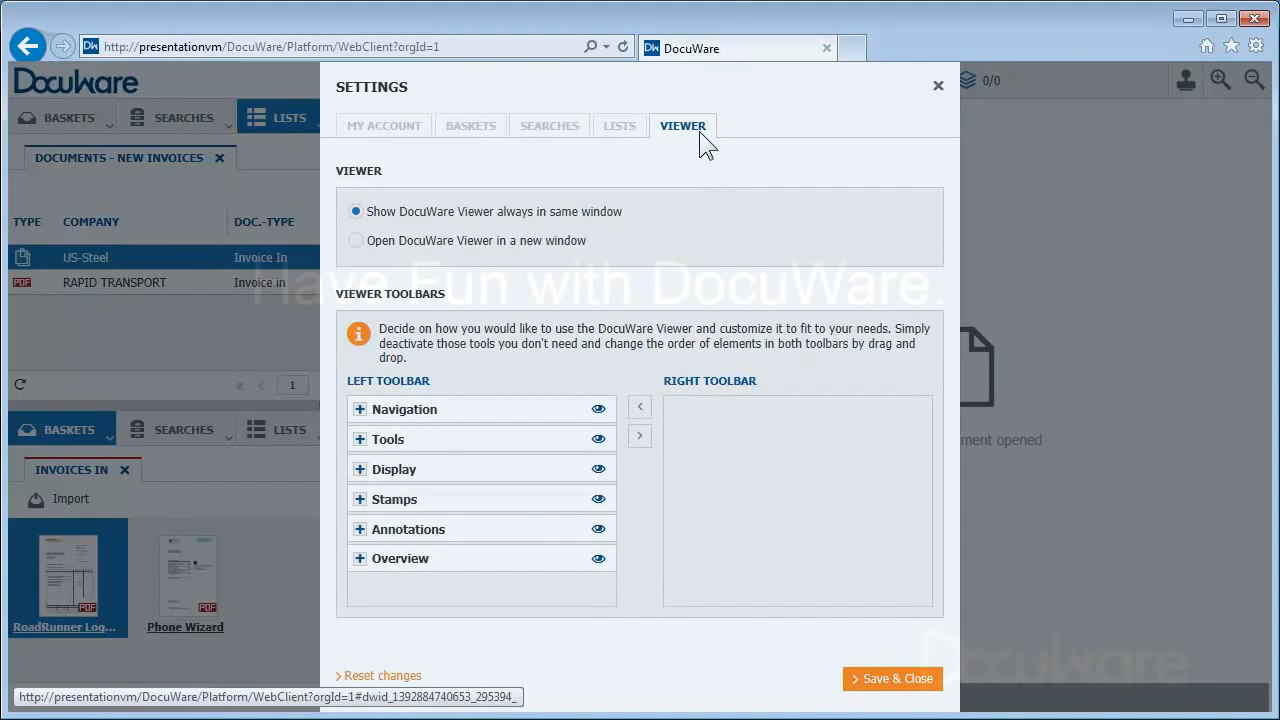 http://presentationvm/DocuWare/Platform/WebClient?orgId=1
DW DocuWare
DocuWare
0/0
BASKETS
SEARCHES
LISTS
DOCUMENTS - NEW INVOICES
TYPE COMPANY DOC.-TYPE
US-Steel Invoice In
PDF RAPID TRANSPORT Invoice in
1
BASKETS
SEARCHES
LISTS
INVOICES IN
Import
PDF
RoadRunner Log...
PDF
Phone Wizard
SETTINGS
MY ACCOUNT
BASKETS
SEARCHES
LISTS
VIEWER
VIEWER
Show DocuWare Viewer always in same window
Open DocuWare Viewer in a new window
Have Fun with DocuWare.
VIEWER TOOLBARS
Decide on how you would like to use the DocuWare Viewer and customize it to fit to your needs. Simply
deactivate those tools you don't need and change the order of elements in both toolbars by drag and
drop.
LEFT TOOLBAR
RIGHT TOOLBAR
Navigation
Tools
Display
Stamps
Annotations
Overview
Reset changes
Save & Close
ment opened
DocuWare
http://presentationvm/DocuWare/Platform/WebClient?orgId=1#dwid_1392884740653_295394_